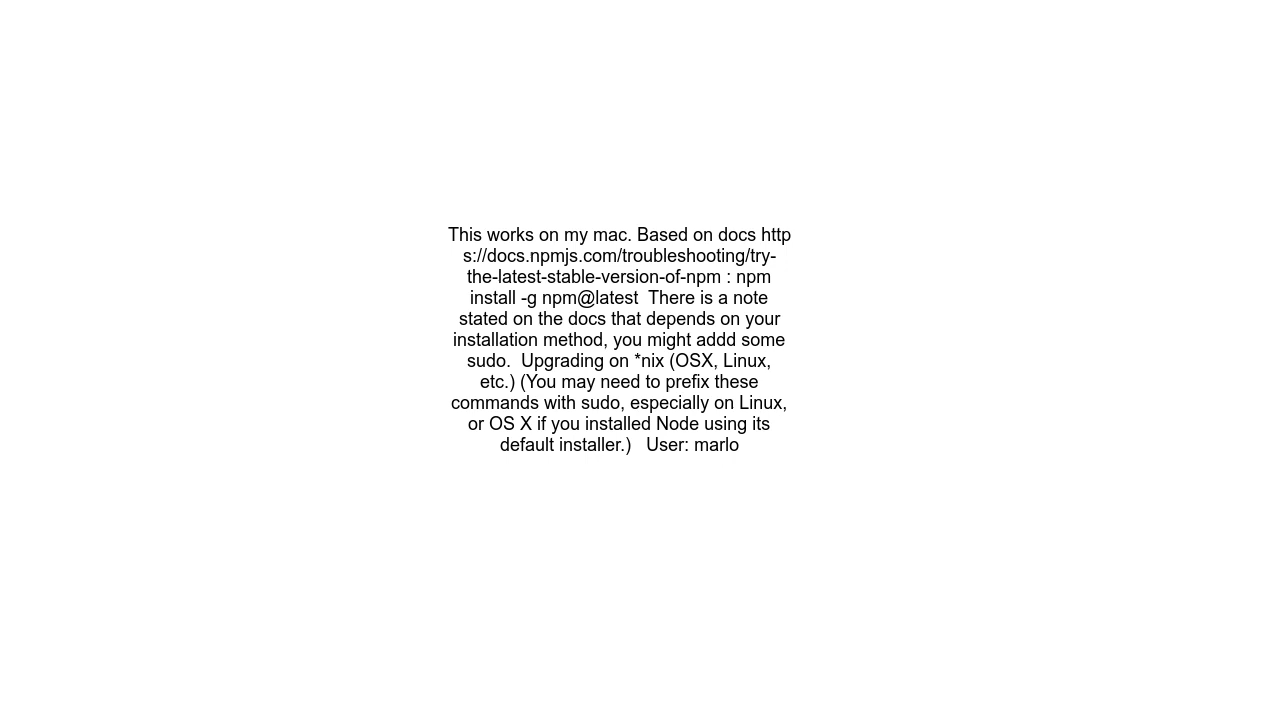 This works on my mac. Based on docs http
s://docs.npmjs.com/troubleshooting/try-
the-latest-stable-version-of-npm : npm
install -g npm@latest  There is a note
stated on the docs that depends on your
installation method, you might addd some
sudo.  Upgrading on *nix (OSX, Linux,
etc.) (You may need to prefix these
commands with sudo, especially on Linux,
or OS X if you installed Node using its
default installer.)   User: marlo